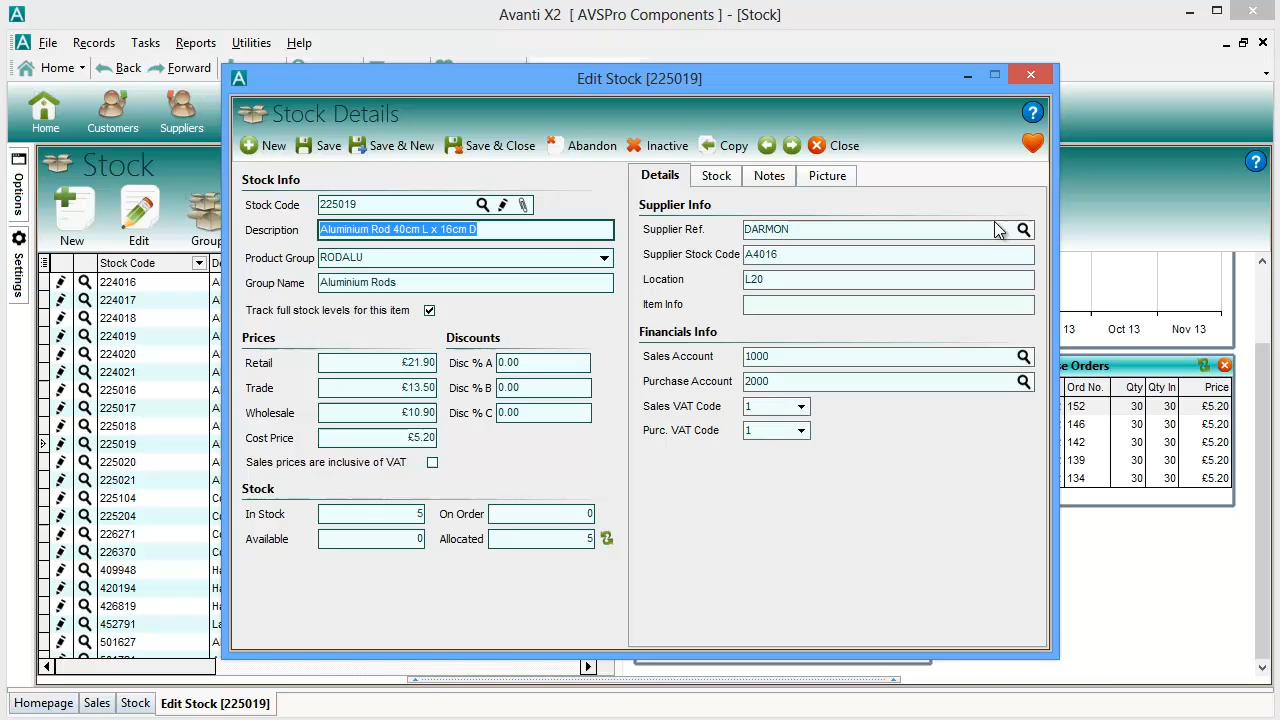 Avanti X2 [ AVSPro Components ] - [Stock]
File Records Tasks Reports Utilities Help
Home Back Forward
Home Customers Suppliers
Edit Stock [225019]
Stock Details
New Save Save & New Save & Close Abandon Inactive Copy Close
Options
Settings
Stock
New Edit
Stock Code
224016
224017
224018
224019
224020
224021
225016
225017
225018
225019
225020
225021
225104
225204
226271
226370
409948
420194
426819
452791
501627
Stock Info
Stock Code 225019
Description Aluminium Rod 40cm L x 16cm D
Product Group RODALU
Group Name Aluminium Rods
Track full stock levels for this item
Prices Discounts
Retail £21.90 Disc % A 0.00
Trade £13.50 Disc % B 0.00
Wholesale £10.90 Disc % C 0.00
Cost Price £5.20
Sales prices are inclusive of VAT
Stock
In Stock 5 On Order 0
Available 0 Allocated 5
Details Stock Notes Picture
Supplier Info
Supplier Ref. DARMON
Supplier Stock Code A4016
Location L20
Item Info
Financials Info
Sales Account 1000
Purchase Account 2000
Sales VAT Code 1
Purc. VAT Code 1
Oct 13 Nov 13
Orders
Ord No. Qty Qty In Price
152 30 30 £5.20
146 30 30 £5.20
142 30 30 £5.20
139 30 30 £5.20
134 30 30 £5.20
Homepage Sales Stock Edit Stock [225019]